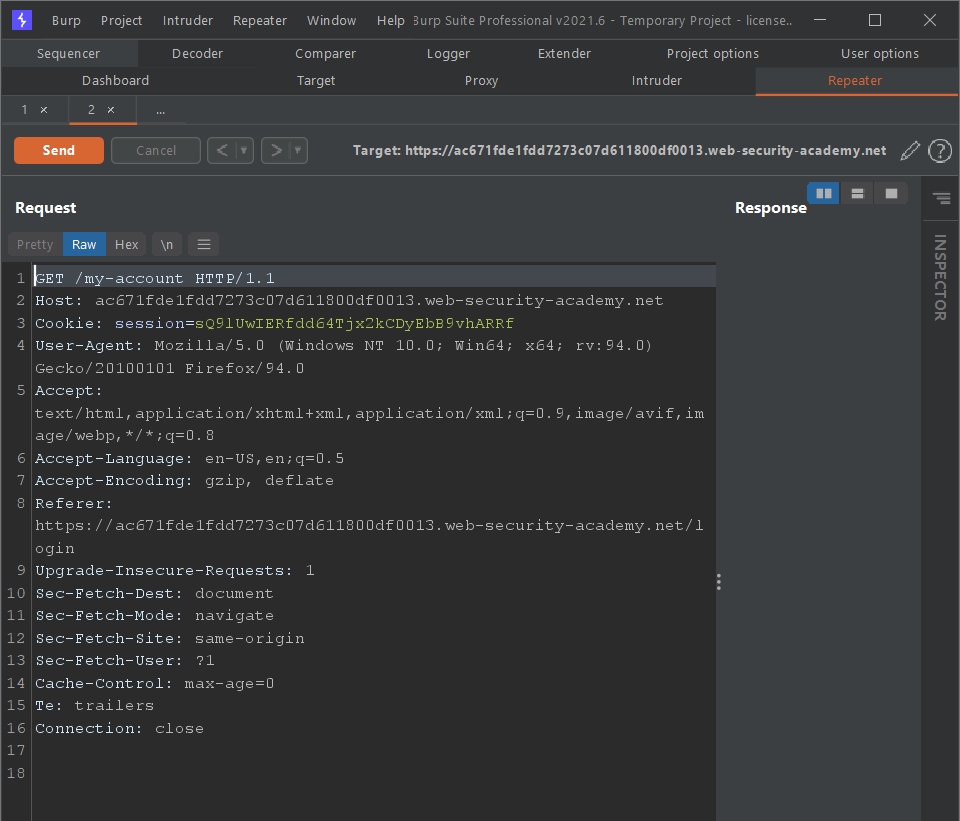 Burp Project Intruder Repeater Window Help Burp Suite Professional v2021.6 - Temporary Project - license..
Sequencer Decoder Comparer Logger Extender Project options User options
Dashboard Target Proxy Intruder Repeater
1 × 2 × ...
Send Cancel < > Target: https://ac671fde1fdd7273c07d611800df0013.web-security-academy.net ?
Request Response
Pretty Raw Hex \n
INSPECTOR
1 GET /my-account HTTP/1.1
2 Host: ac671fde1fdd7273c07d611800df0013.web-security-academy.net
3 Cookie: session=sQ9lUwIERfdd64Tjx2kCDyEbB9vhARRf
4 User-Agent: Mozilla/5.0 (Windows NT 10.0; Win64; x64; rv:94.0)
Gecko/20100101 Firefox/94.0
5 Accept:
text/html,application/xhtml+xml,application/xml;q=0.9,image/avif,im
age/webp,*/*;q=0.8
6 Accept-Language: en-US,en;q=0.5
7 Accept-Encoding: gzip, deflate
8 Referer:
https://ac671fde1fdd7273c07d611800df0013.web-security-academy.net/l
ogin
9 Upgrade-Insecure-Requests: 1
10 Sec-Fetch-Dest: document
11 Sec-Fetch-Mode: navigate
12 Sec-Fetch-Site: same-origin
13 Sec-Fetch-User: ?1
14 Cache-Control: max-age=0
15 Te: trailers
16 Connection: close
17
18